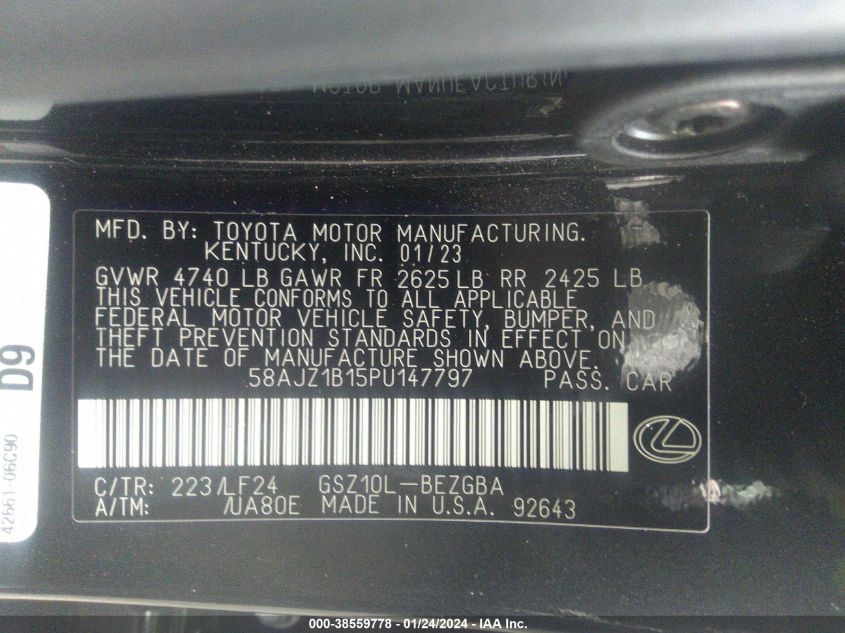 MOTOR MANUFACTURIN
MFD. BY: TOYOTA MOTOR MANUFACTURING.
KENTUCKY, INC. 01/23
GVWR 4740 LB GAWR FR 2625 LB RR 2425 LB
THIS VEHICLE CONFORMS TO ALL APPLICABLE
FEDERAL MOTOR VEHICLE SAFETY, BUMPER, AND
THEFT PREVENTION STANDARDS IN EFFECT ON
THE DATE OF MANUFACTURE SHOWN ABOVE.
58AJZ1B15PU147797 PASS. CAR
C/TR: 223/LF24 GSZ10L-BEZGBA
A/TM: /UA80E MADE IN U.S.A. 92643
D9
42661-06C90
000-38559778 - 01/24/2024 - IAA Inc.